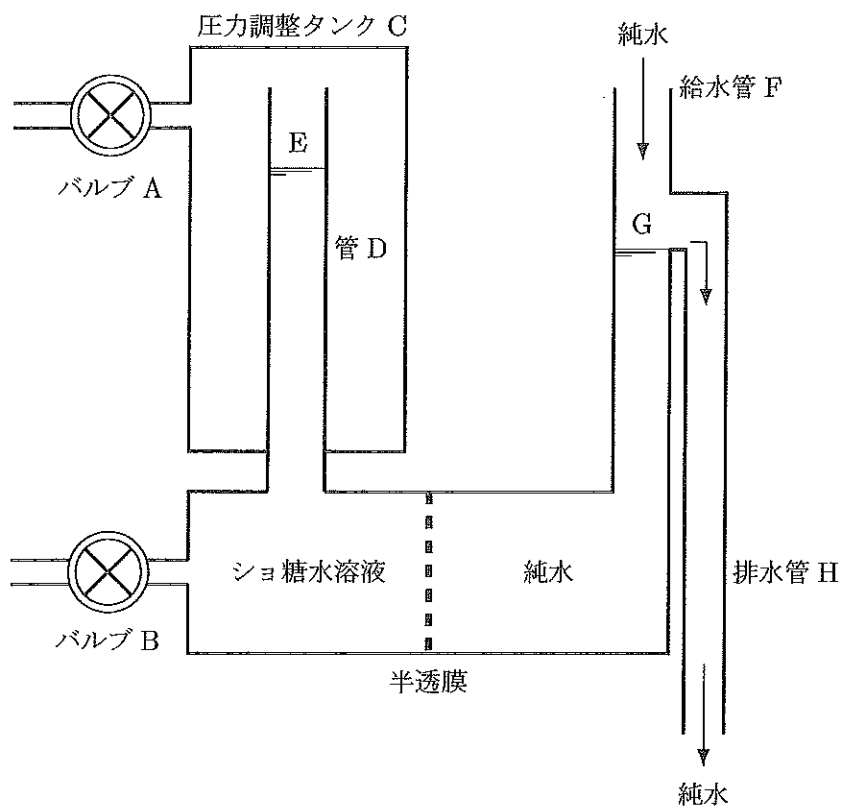 圧力調整タンク C
純水
給水管 F
E
バルブ A
管 D
G
ショ糖水溶液
純水
排水管 H
バルブ B
半透膜
純水